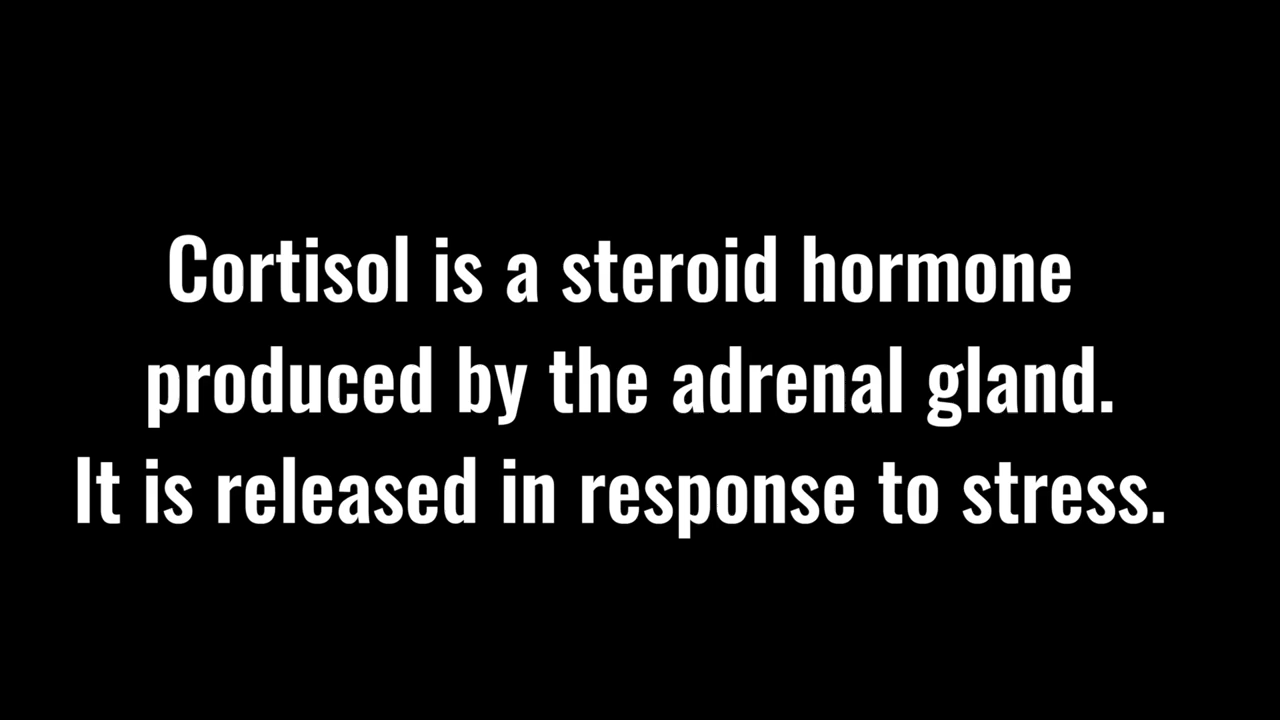 Cortisol is a steroid hormone
produced by the adrenal gland.
It is released in response to stress.